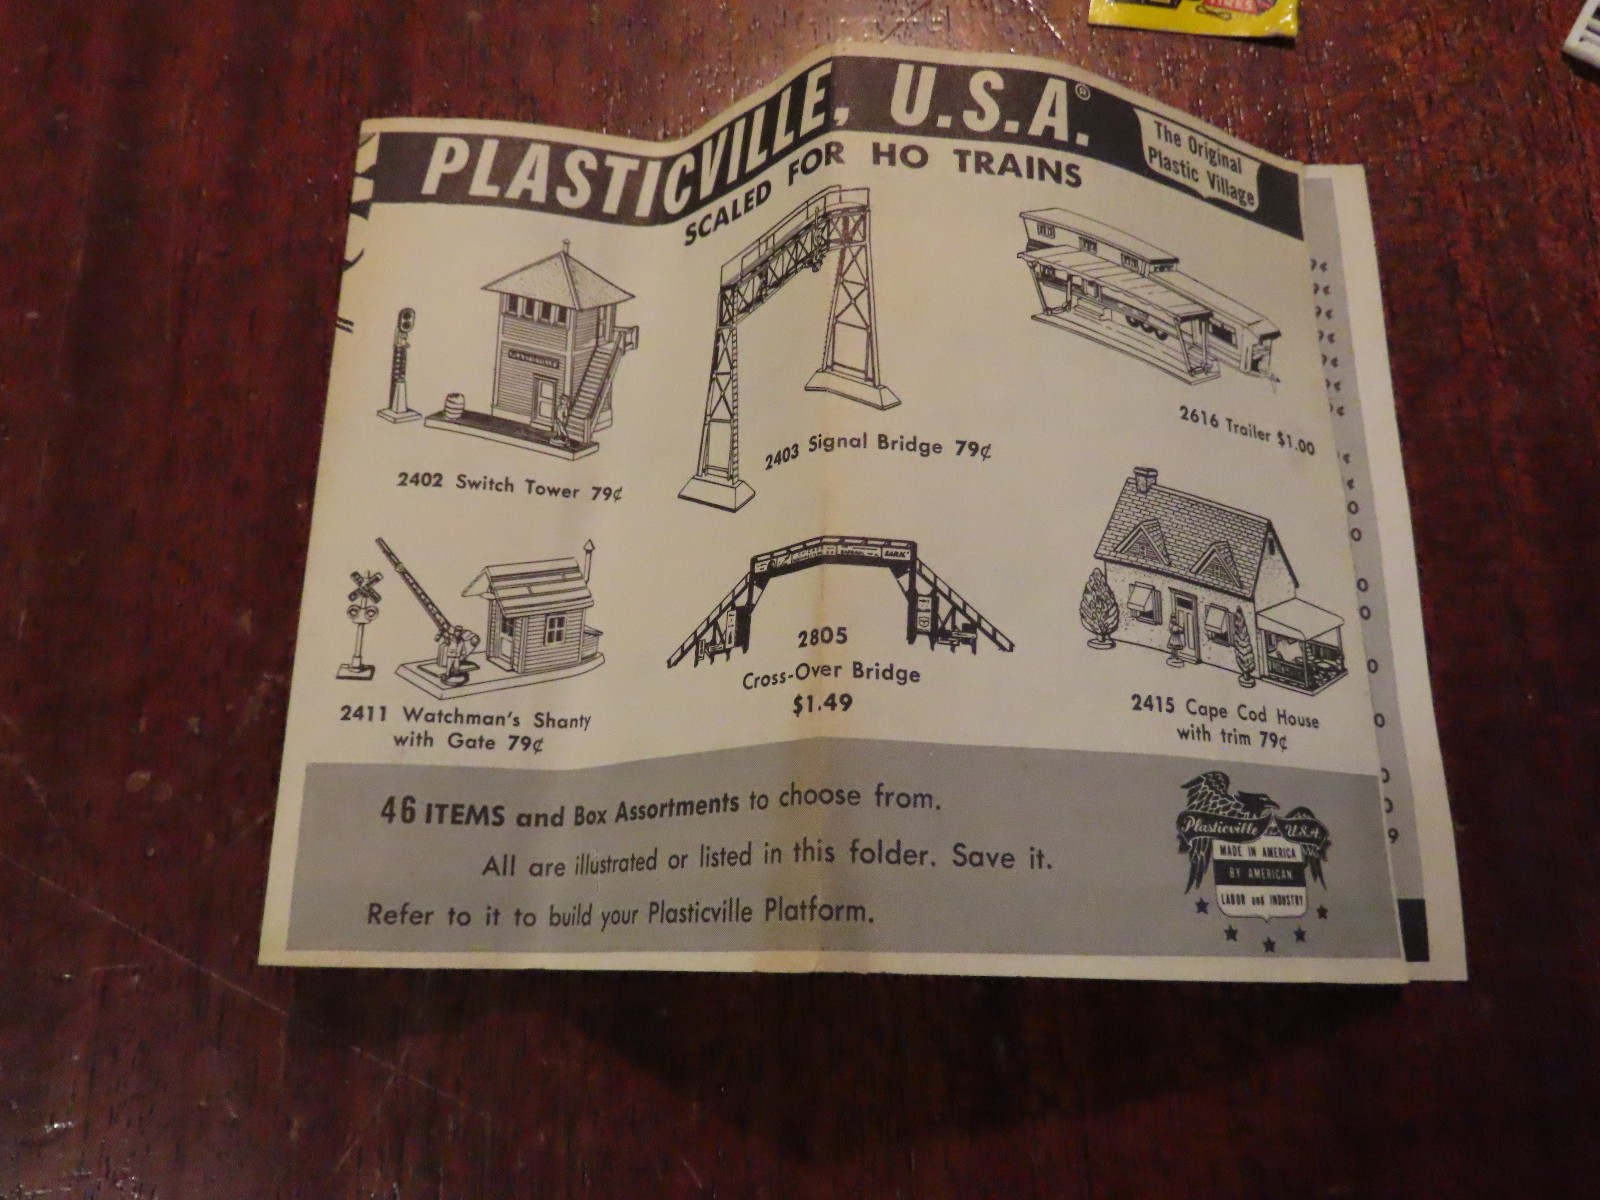 PLASTICVILLE, U.S.A.®
The Original
Plastic Village
SCALED FOR HO TRAINS
2402 Switch Tower 79¢
2403 Signal Bridge 79¢
2616 Trailer $1.00
2411 Watchman's Shanty
with Gate 79¢
2805
Cross-Over Bridge
$1.49
2415 Cape Cod House
with trim 79¢
46 ITEMS and Box Assortments to choose from.
All are illustrated or listed in this folder. Save it.
Refer to it to build your Plasticville Platform.
Plasticville U.S.A.
MADE IN AMERICA
BY AMERICAN
LABOR and INDUSTRY